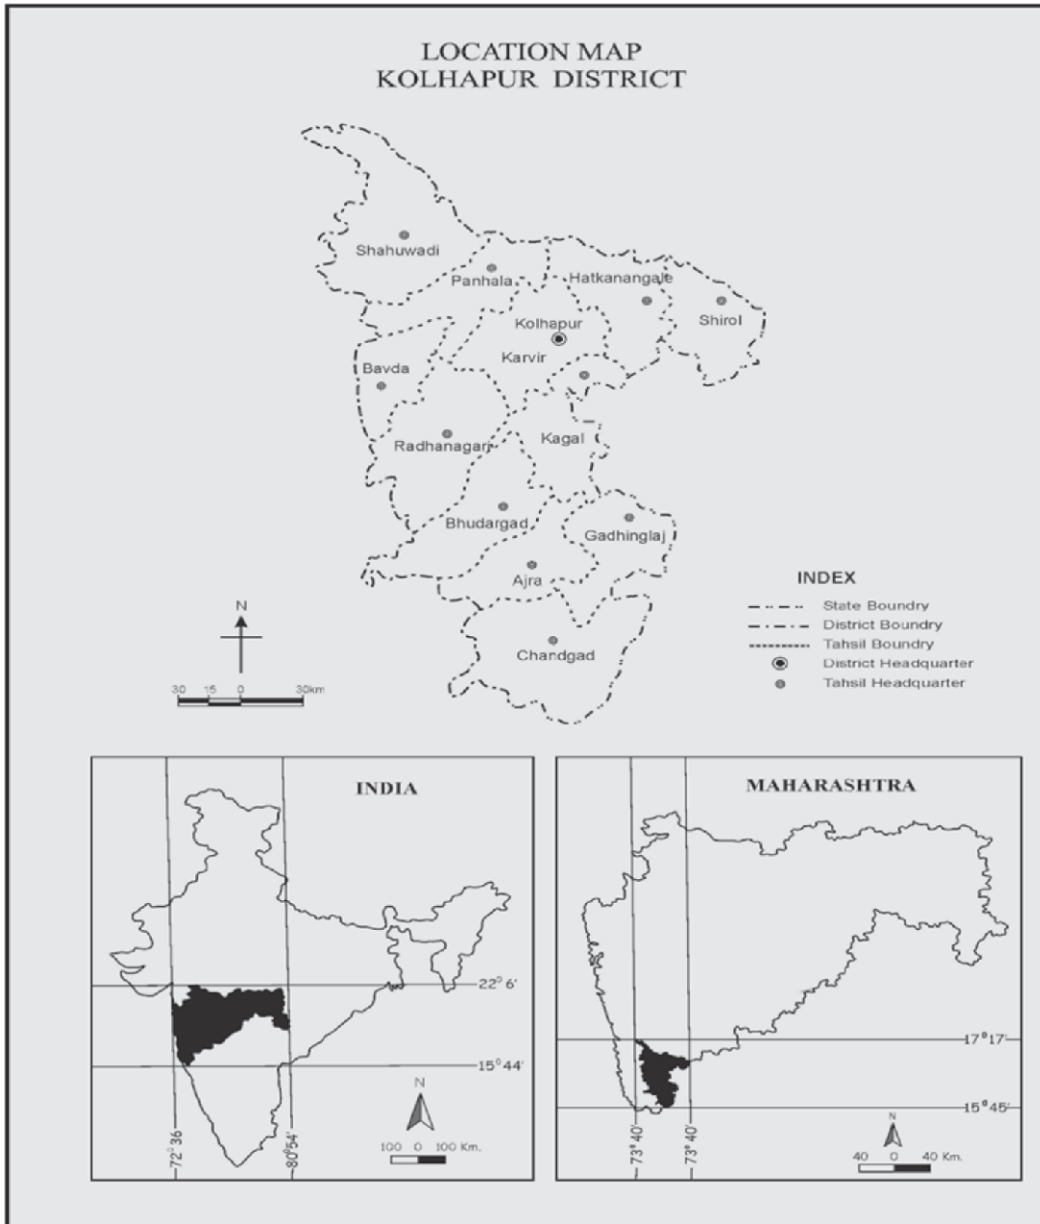 LOCATION MAP
KOLHAPUR DISTRICT
Shahuwadi
Panhala
Hatkanangale
Shirol
Kolhapur
Karvir
Bavda
Radhanagari
Kagal
Bhudargad
Gadhinglaj
Ajra
Chandgad
N
30 15 0 30km
INDEX
State Boundry
District Boundry
Tahsil Boundry
District Headquarter
Tahsil Headquarter
INDIA
22° 6'
15° 44'
72° 36
80° 54'
N
100 0 100 Km.
MAHARASHTRA
17° 17'
15° 45'
73° 40'
73° 40'
N
40 0 40 Km.